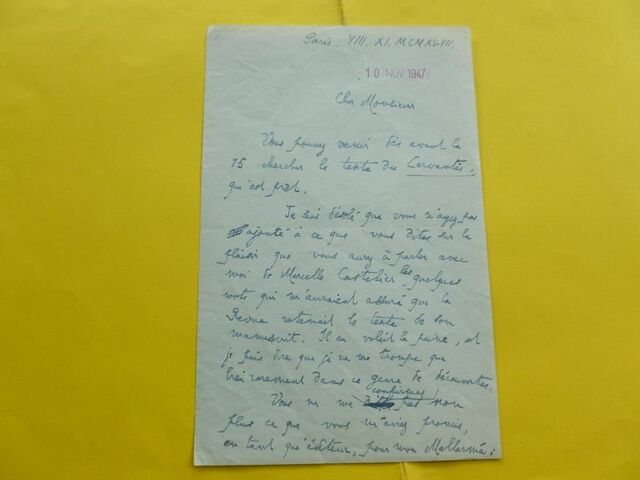 Paris. VIII. XI. MCMXLVII.
10 NOV 1947
Cher Monsieur
Vous pouvez venir dès avant le
15 chercher le texte du Cervantès,
qui est prêt.
Je suis désolé que vous n'ayez pas
ajouté à ce que vous dites sur le
plaisir que vous aurez à parler avec
moi de Marcelle Castelier les quelques
mots qui m'auraient assuré que la
Revue retenait le texte de son
manuscrit. Il en valait la peine, et
je puis dire que je ne me trompe que
très rarement dans ce genre de découvertes.
Vous ne me confirmez pas non
plus ce que vous m'aviez promis,
en tant qu'éditeur, pour mon Mallarmé :